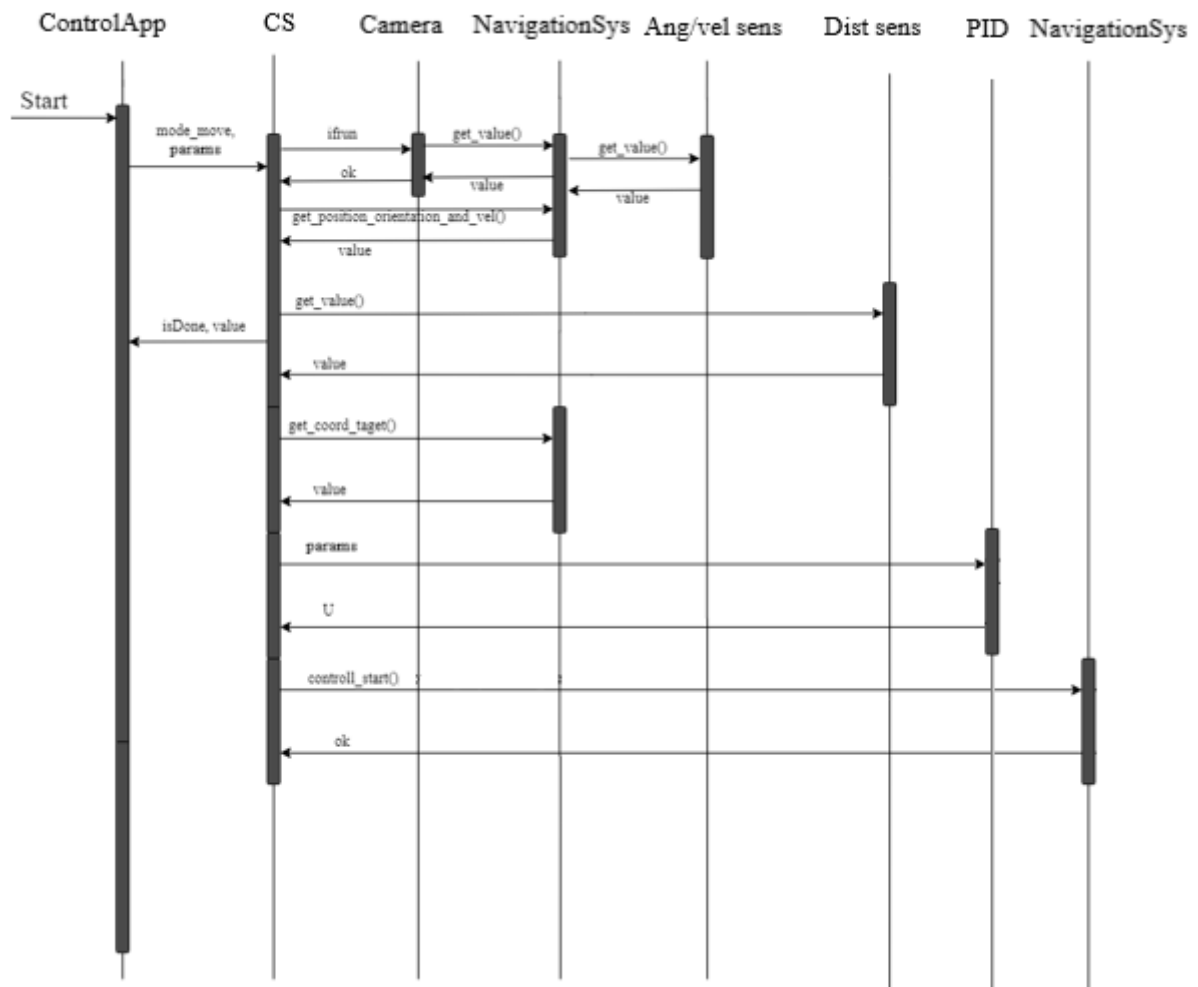 ControlApp CS Camera NavigationSys Ang/vel sens Dist sens PID NavigationSys
Start
mode_move,
params
ifrun
get_value()
get_value()
ok
value
value
get_position_orientation_and_vel()
value
get_value()
isDone, value
value
get_coord_taget()
value
params
U
controll_start()
ok